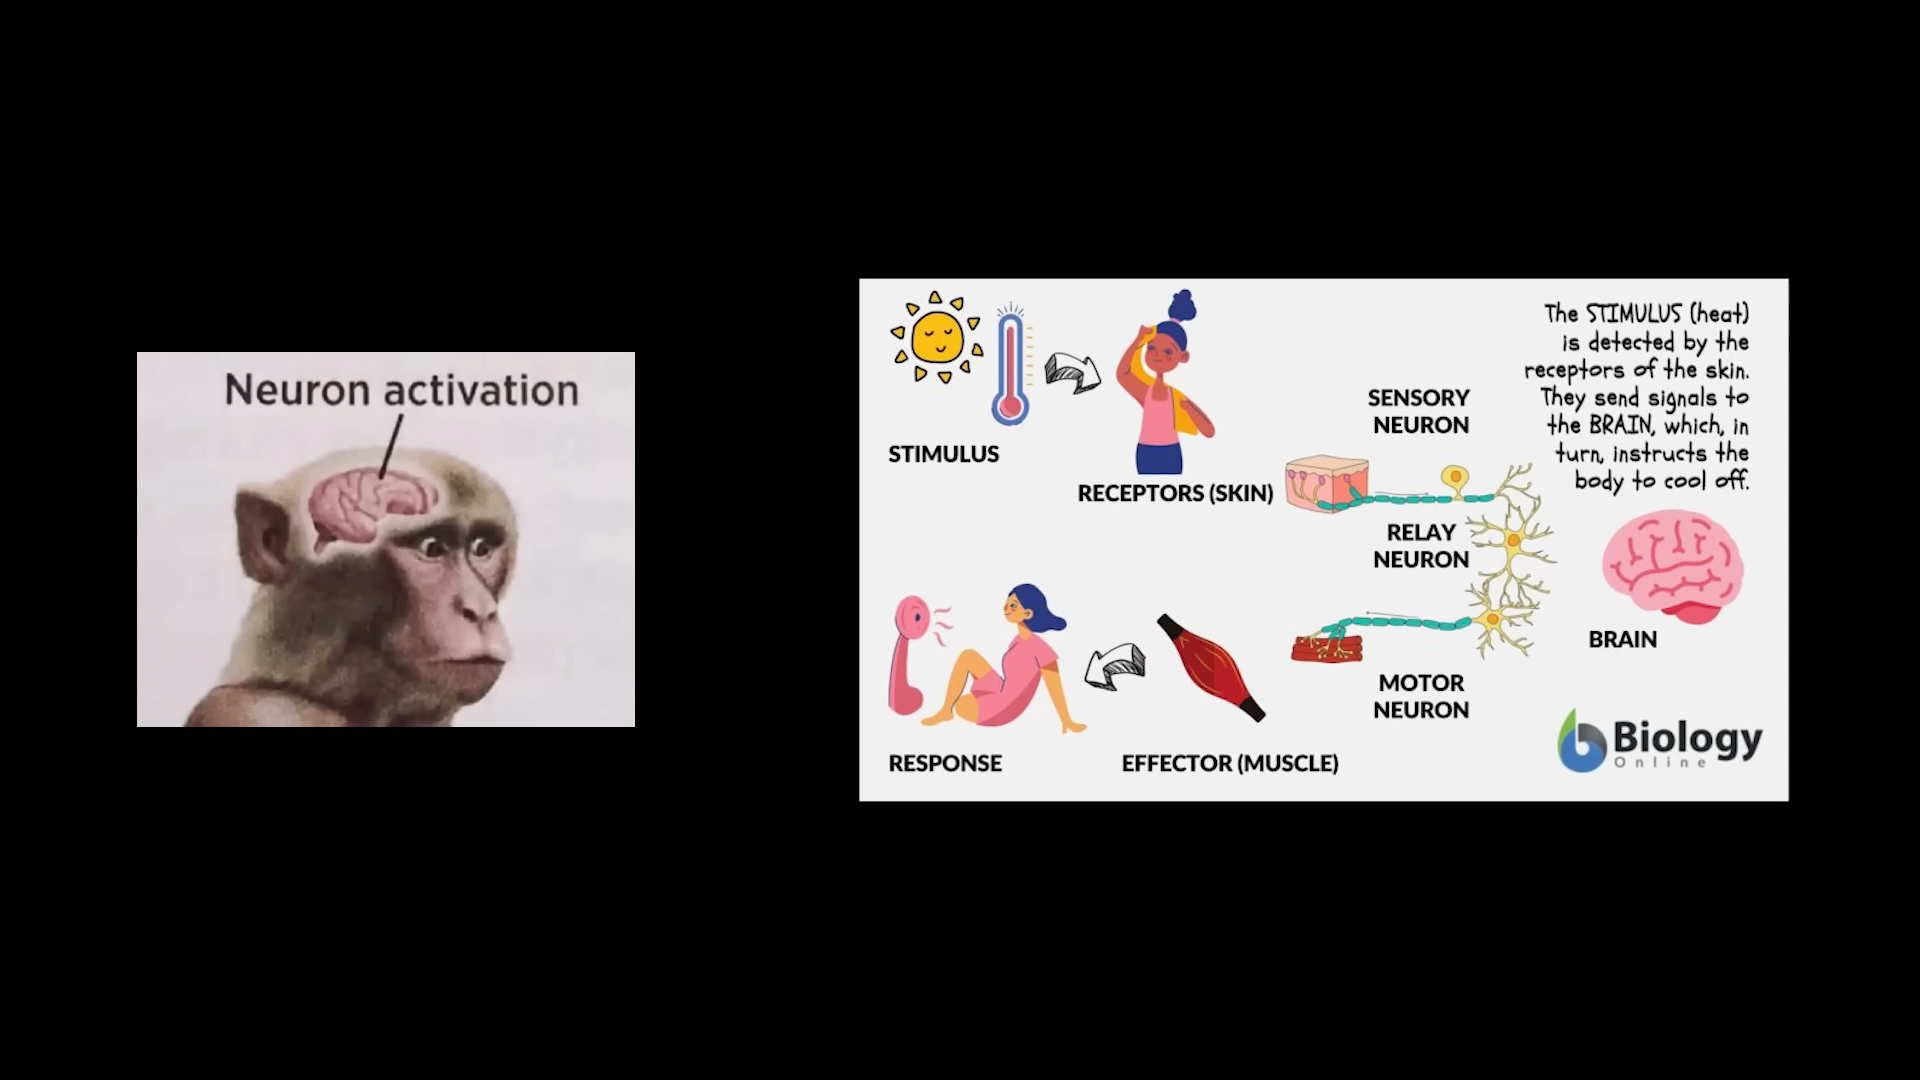 Neuron activation
The STIMULUS (heat)
is detected by the
receptors of the skin.
They send signals to
the BRAIN, which, in
turn, instructs the
body to cool off.
STIMULUS
RECEPTORS (SKIN)
SENSORY
NEURON
RELAY
NEURON
BRAIN
MOTOR
NEURON
EFFECTOR (MUSCLE)
RESPONSE
Biology
Online